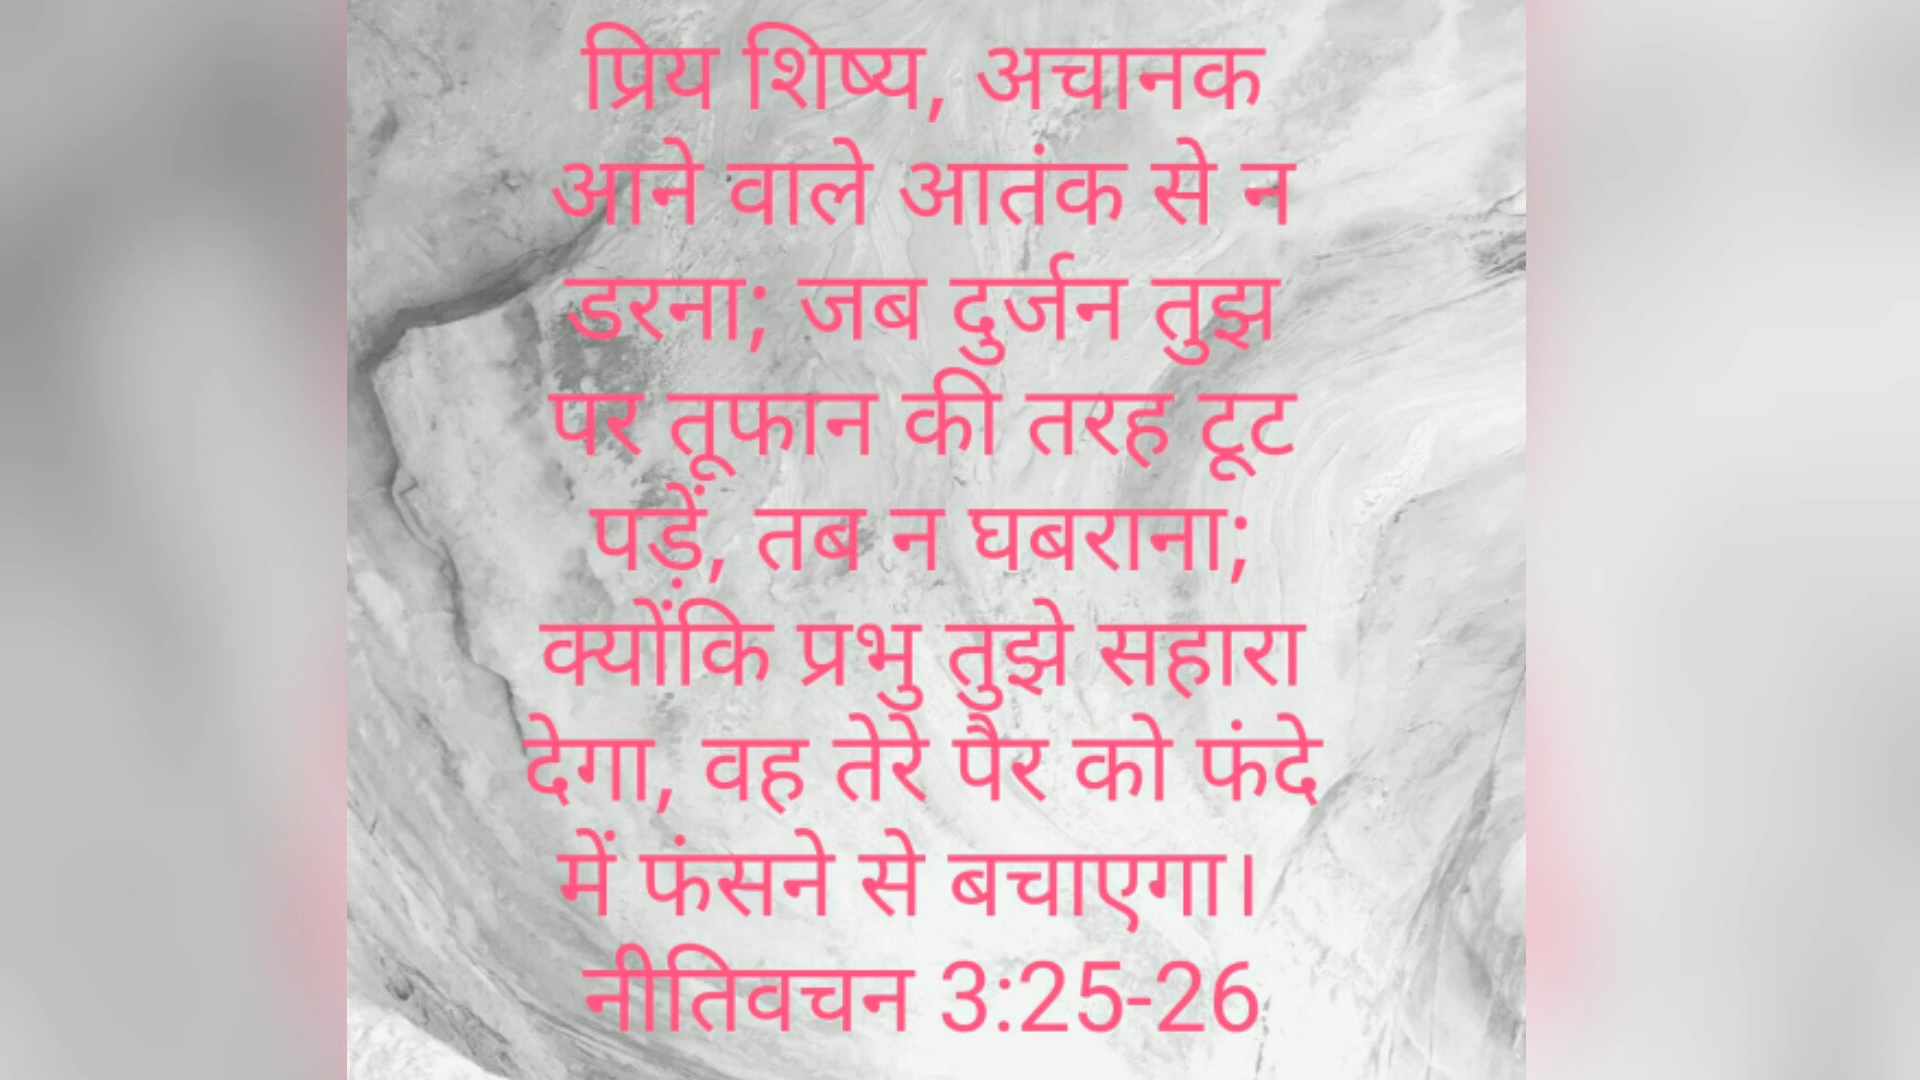 प्रिय शिष्य, अचानक
आने वाले आतंक से न
डरना; जब दुर्जन तुझ
पर तूफान की तरह टूट
पड़ें, तब न घबराना;
क्योंकि प्रभु तुझे सहारा
देगा, वह तेरे पैर को फंदे
में फंसने से बचाएगा।
नीतिवचन 3:25-26